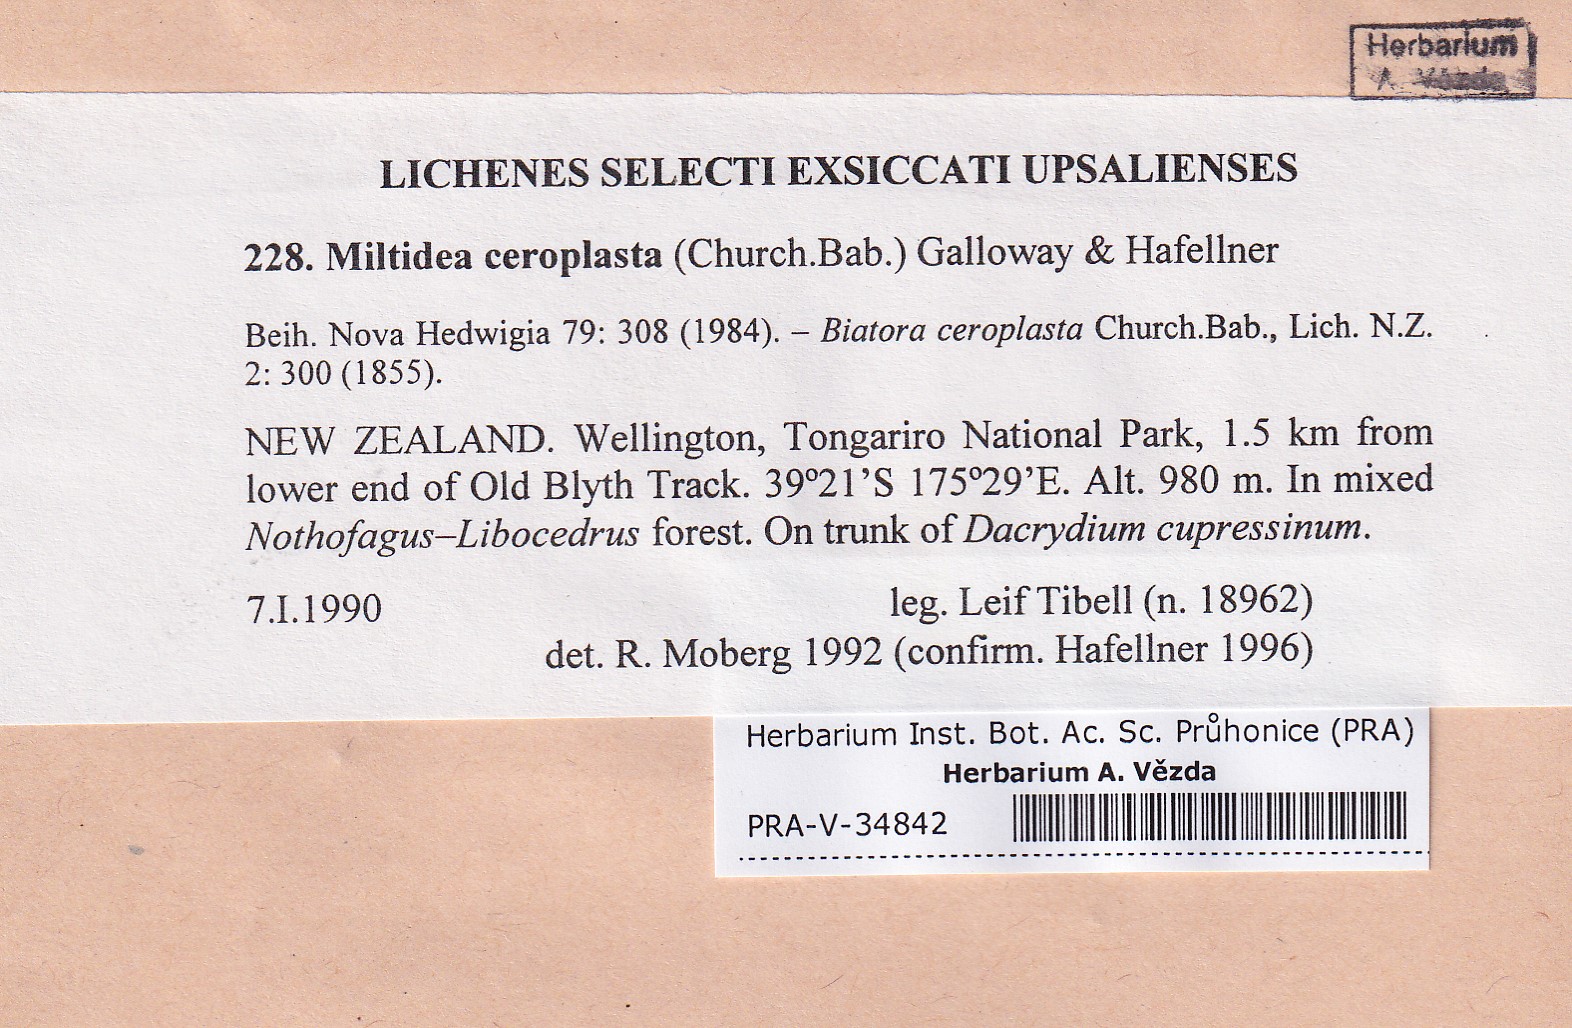 Herbarium
A. Vězda
LICHENES SELECTI EXSICCATI UPSALIENSES
228. Miltidea ceroplasta (Church.Bab.) Galloway & Hafellner
Beih. Nova Hedwigia 79: 308 (1984). – Biatora ceroplasta Church.Bab., Lich. N.Z.
2: 300 (1855).
NEW ZEALAND. Wellington, Tongariro National Park, 1.5 km from
lower end of Old Blyth Track. 39º21’S 175º29’E. Alt. 980 m. In mixed
Nothofagus–Libocedrus forest. On trunk of Dacrydium cupressinum.
7.I.1990 leg. Leif Tibell (n. 18962)
det. R. Moberg 1992 (confirm. Hafellner 1996)
Herbarium Inst. Bot. Ac. Sc. Průhonice (PRA)
Herbarium A. Vězda
PRA-V-34842